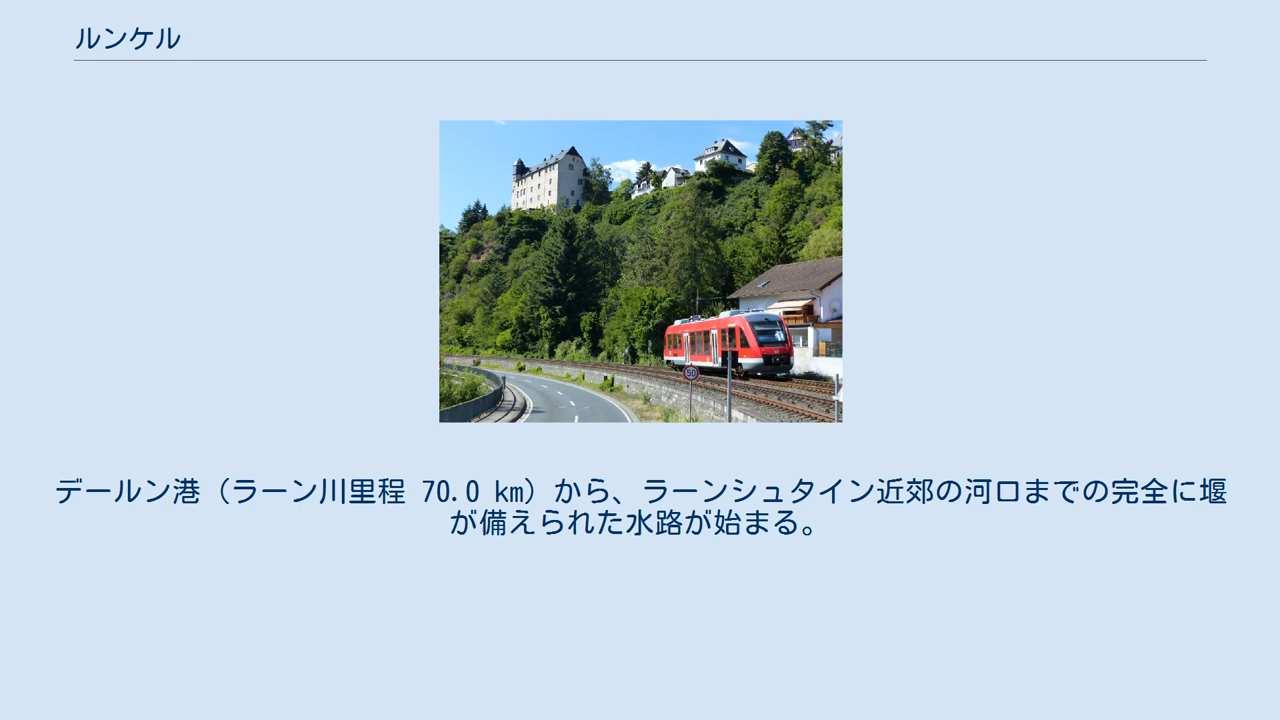 ルンケル
50
デールン港（ラーン川里程 70.0 km）から、ラーンシュタイン近郊の河口までの完全に堰
が備えられた水路が始まる。